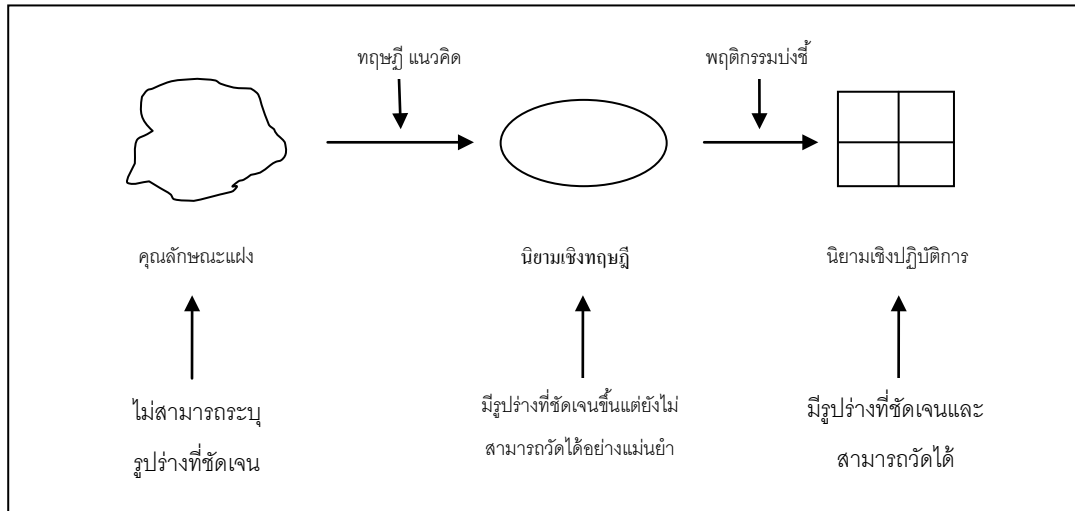 ทฤษฎี แนวคิด
พฤติกรรมบ่งชี้
คุณลักษณะแฝง
นิยามเชิงทฤษฎี
นิยามเชิงปฏิบัติการ
ไม่สามารถระบุ
รูปร่างที่ชัดเจน
มีรูปร่างที่ชัดเจนขึ้นแต่ยังไม่
สามารถวัดได้อย่างแม่นยำ
มีรูปร่างที่ชัดเจนและ
สามารถวัดได้